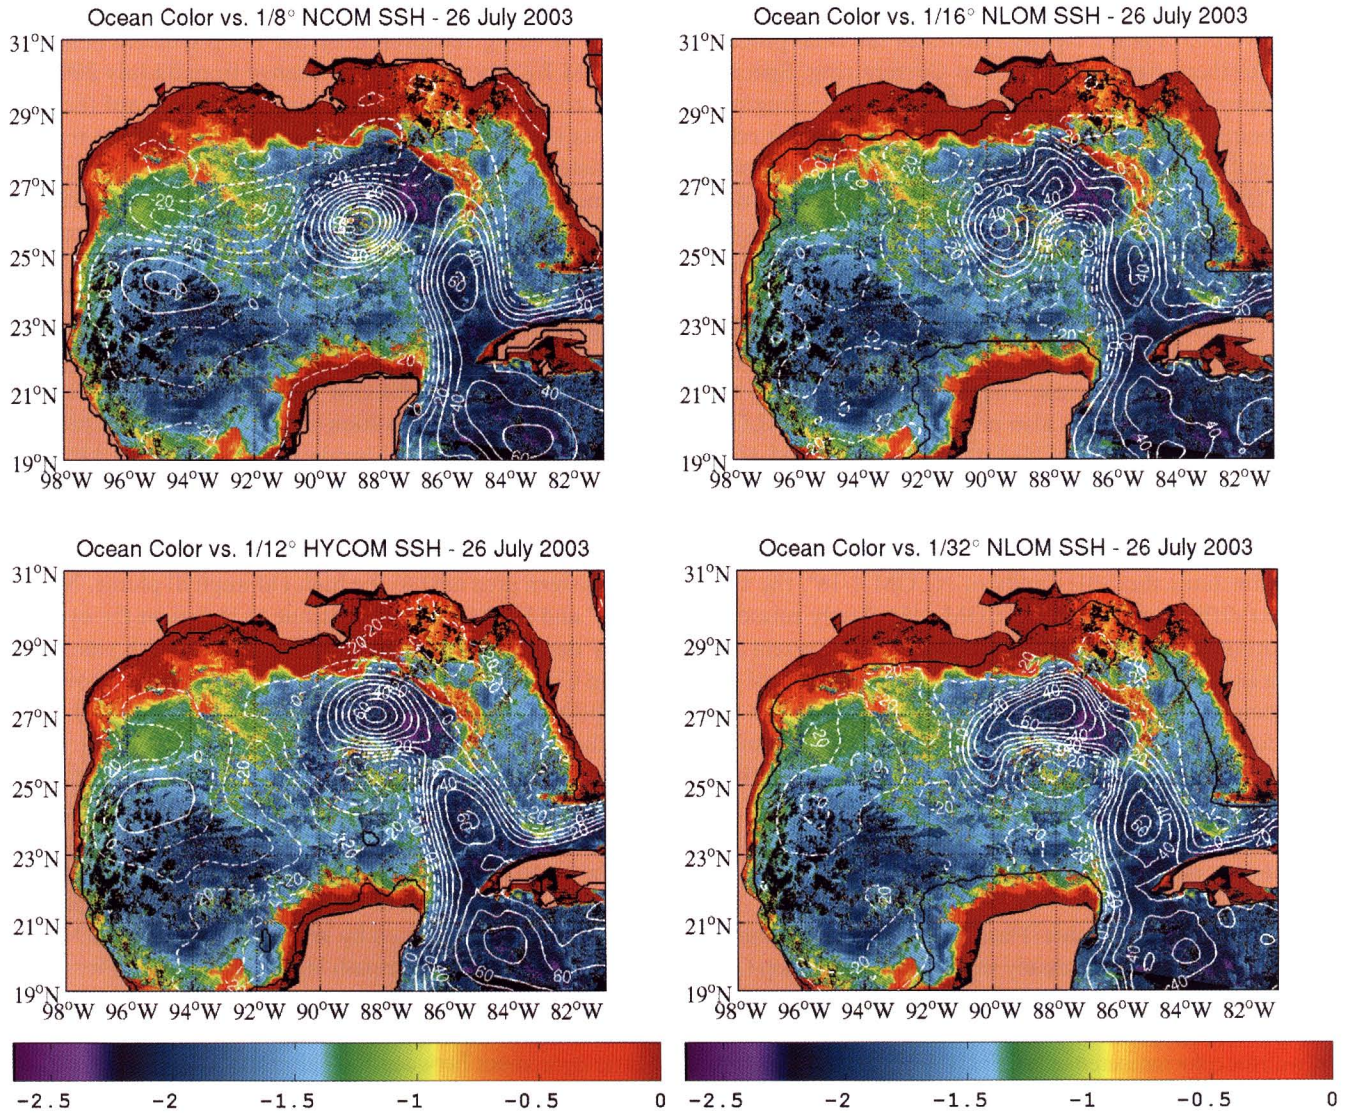 Ocean Color vs. 1/8° NCOM SSH - 26 July 2003
31°N
29°N
27°N
25°N
23°N
21°N
19°N
98°W 96°W 94°W 92°W 90°W 88°W 86°W 84°W 82°W
Ocean Color vs. 1/16° NLOM SSH - 26 July 2003
31°N
29°N
27°N
25°N
23°N
21°N
19°N
98°W 96°W 94°W 92°W 90°W 88°W 86°W 84°W 82°W
Ocean Color vs. 1/12° HYCOM SSH - 26 July 2003
31°N
29°N
27°N
25°N
23°N
21°N
19°N
98°W 96°W 94°W 92°W 90°W 88°W 86°W 84°W 82°W
Ocean Color vs. 1/32° NLOM SSH - 26 July 2003
31°N
29°N
27°N
25°N
23°N
21°N
19°N
98°W 96°W 94°W 92°W 90°W 88°W 86°W 84°W 82°W
-2.5 -2 -1.5 -1 -0.5 0
-2.5 -2 -1.5 -1 -0.5 0